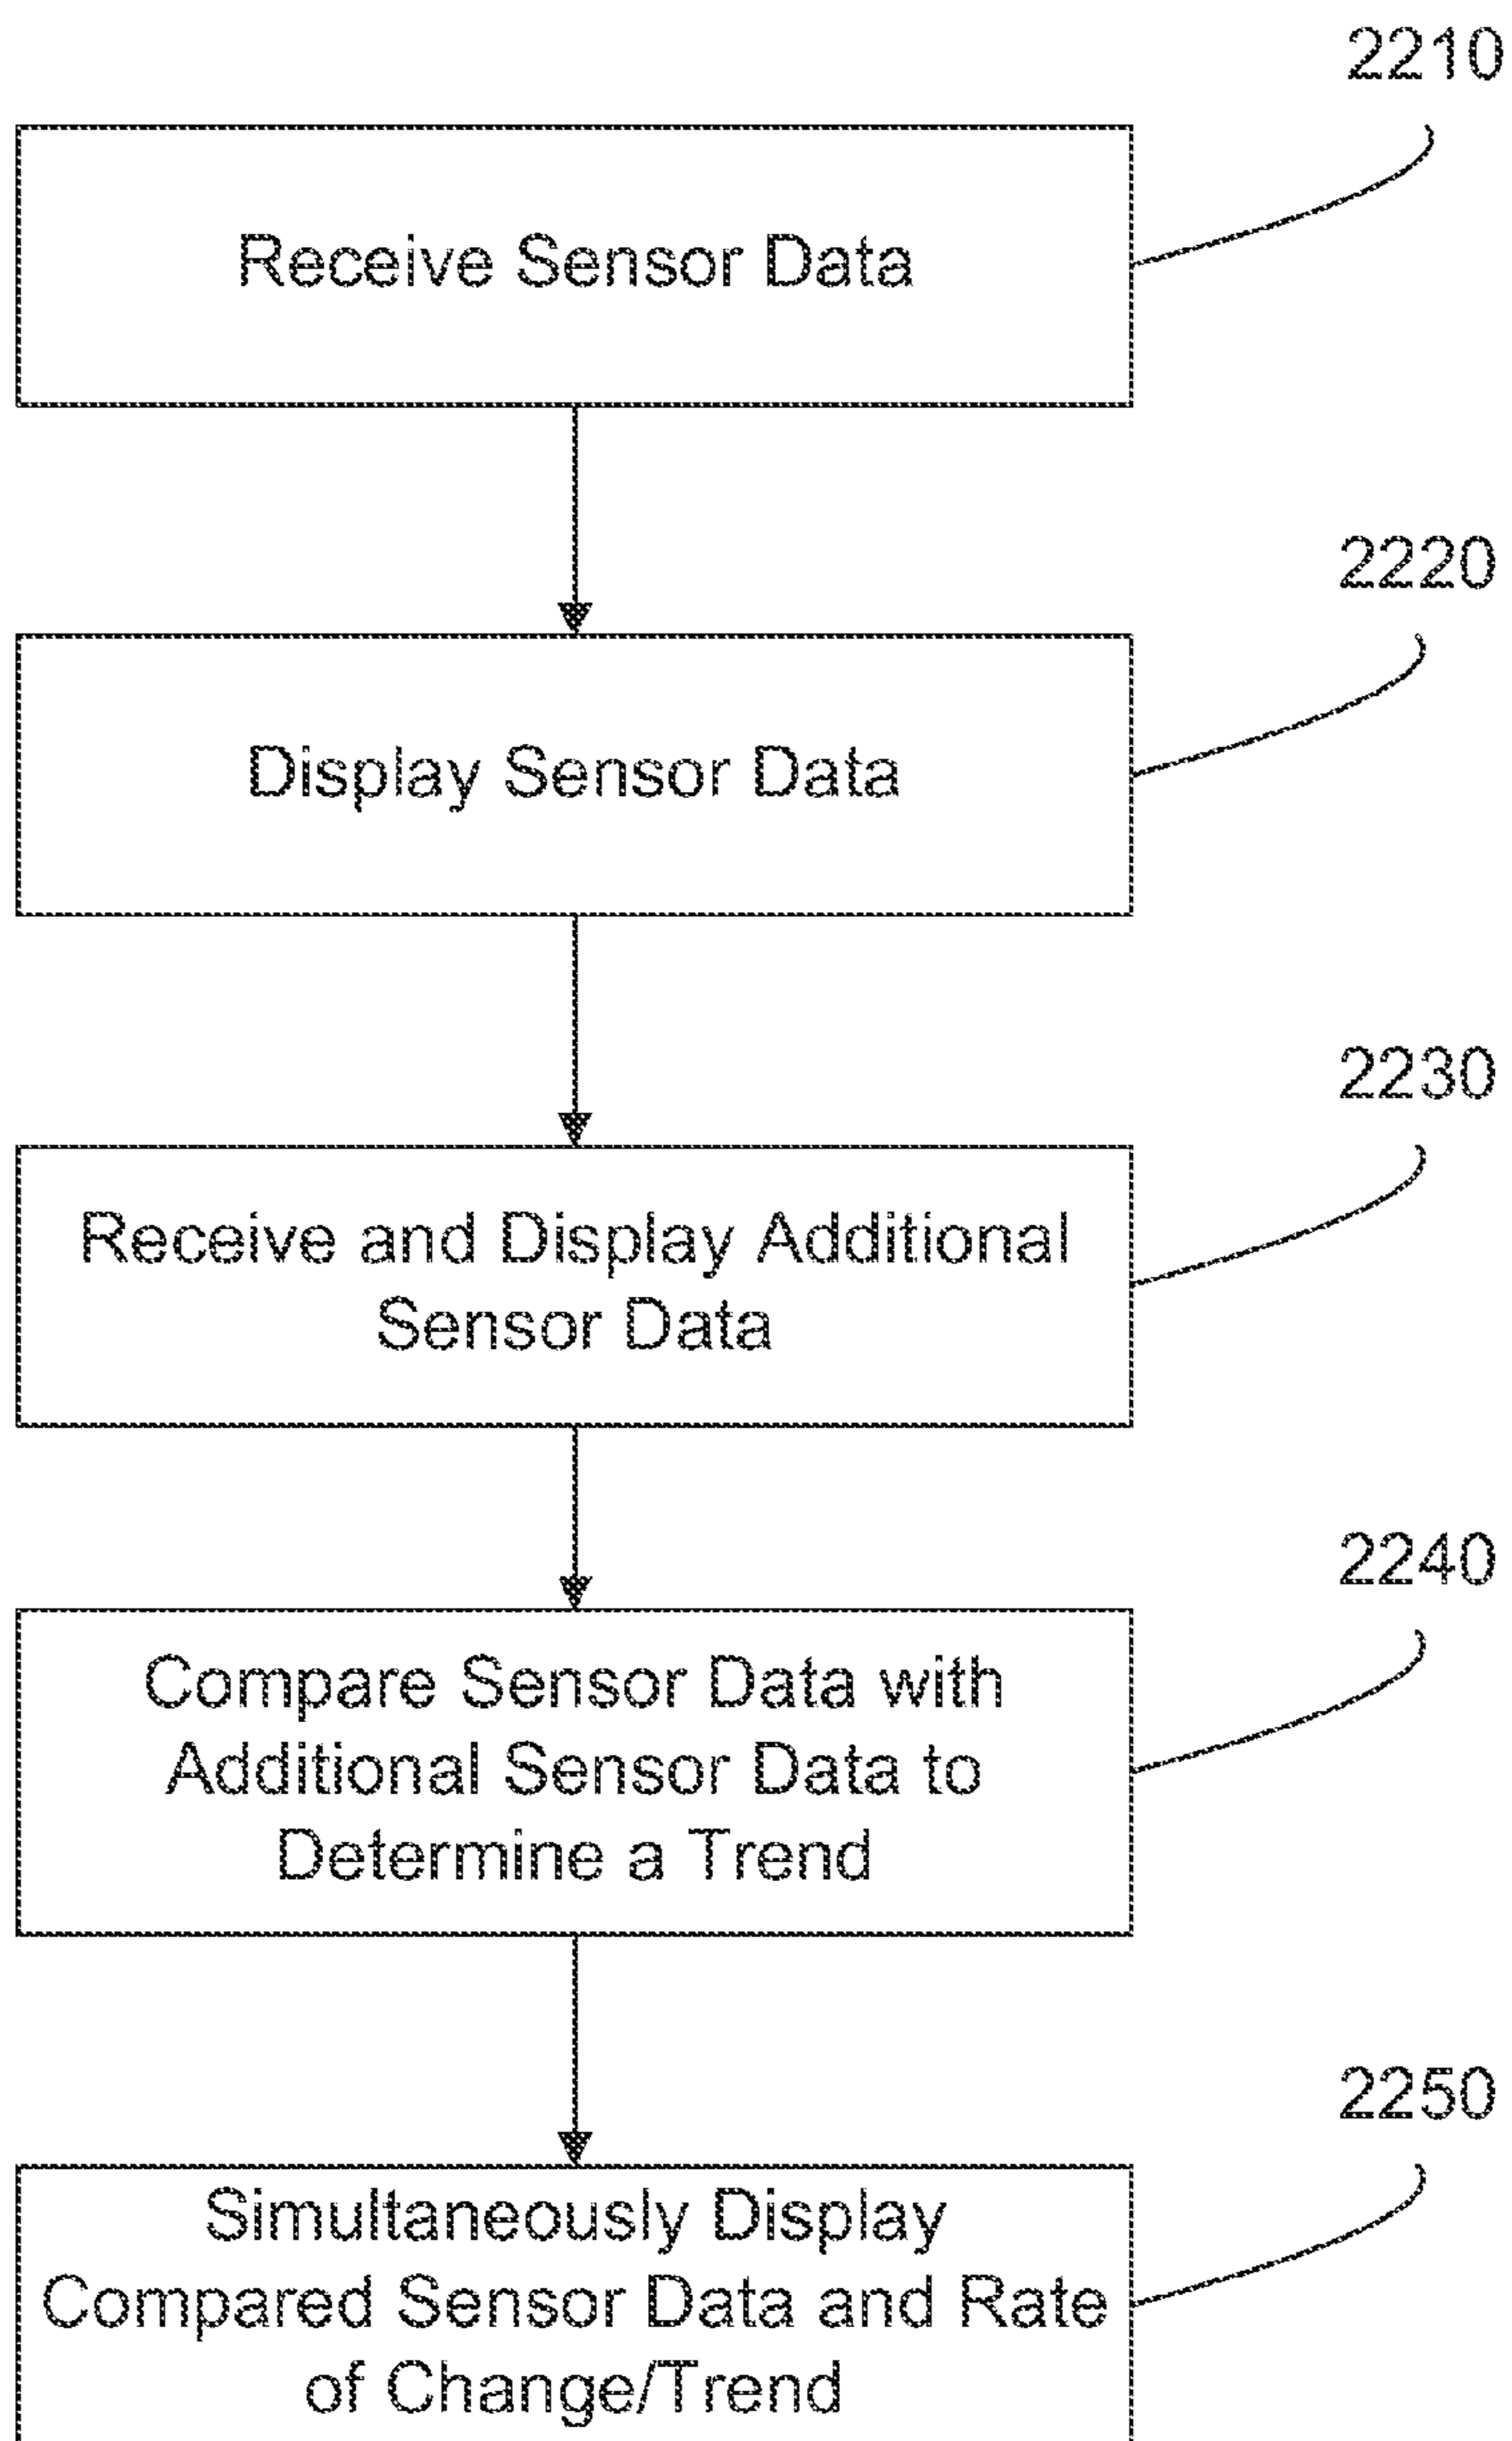 2210
Receive Sensor Data
2220
Display Sensor Data
2230
Receive and Display Additional
Sensor Data
2240
Compare Sensor Data with
Additional Sensor Data to
Determine a Trend
2250
Simultaneously Display
Compared Sensor Data and Rate
of Change/Trend